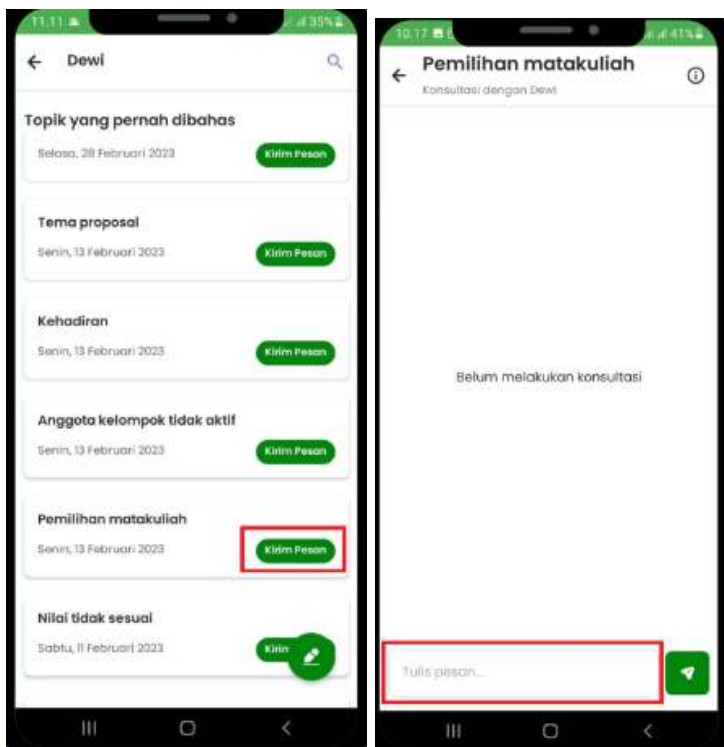 11.11
35%
Dewi
Topik yang pernah dibahas
Selasa, 28 Februari 2023
Kirim Pesan
Tema proposal
Senin, 13 Februari 2023
Kirim Pesan
Kehadiran
Senin, 13 Februari 2023
Kirim Pesan
Anggota kelompok tidak aktif
Senin, 13 Februari 2023
Kirim Pesan
Pemilihan matakuliah
Senin, 13 Februari 2023
Kirim Pesan
Nilai tidak sesuai
Sabtu, 11 Februari 2023
Kirim
10.17
41%
Pemilihan matakuliah
Konsultasi dengan Dewi
Belum melakukan konsultasi
Tulis pesan...